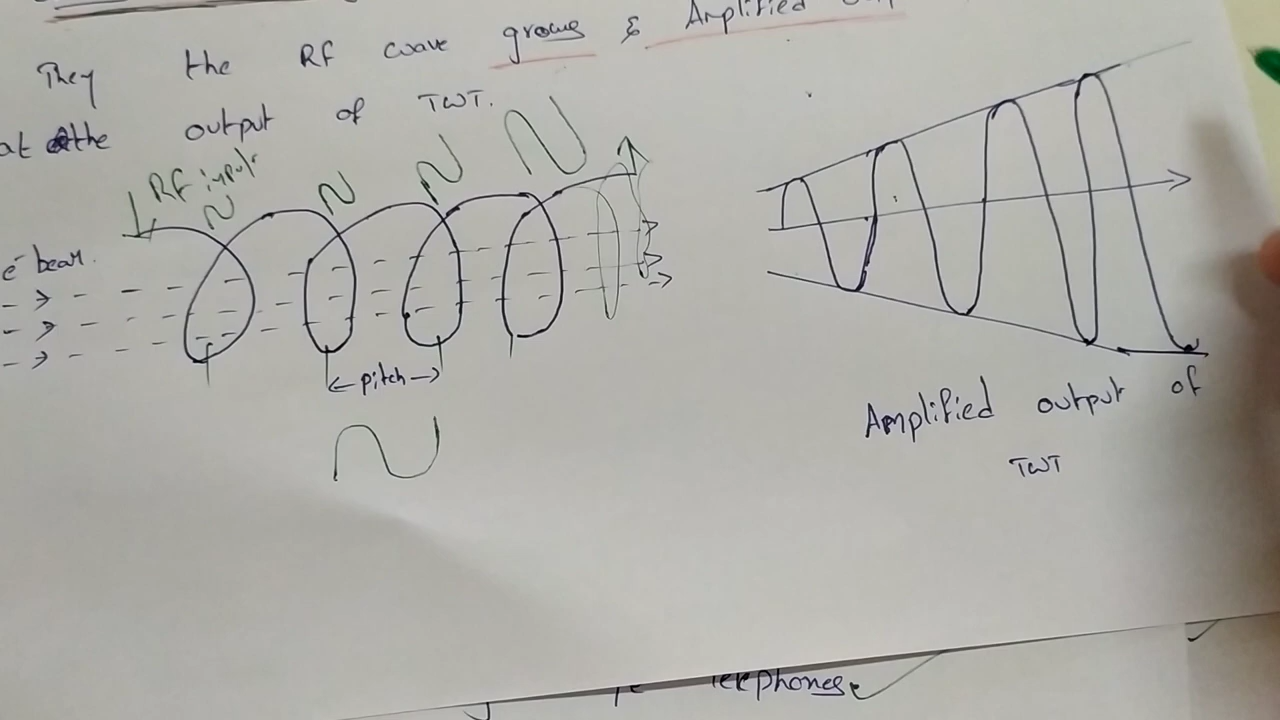 They the RF wave grows & Amplified
at the output of TWT.
RF input
e⁻ beam.
pitch
Amplified output of
TWT
Telephones.